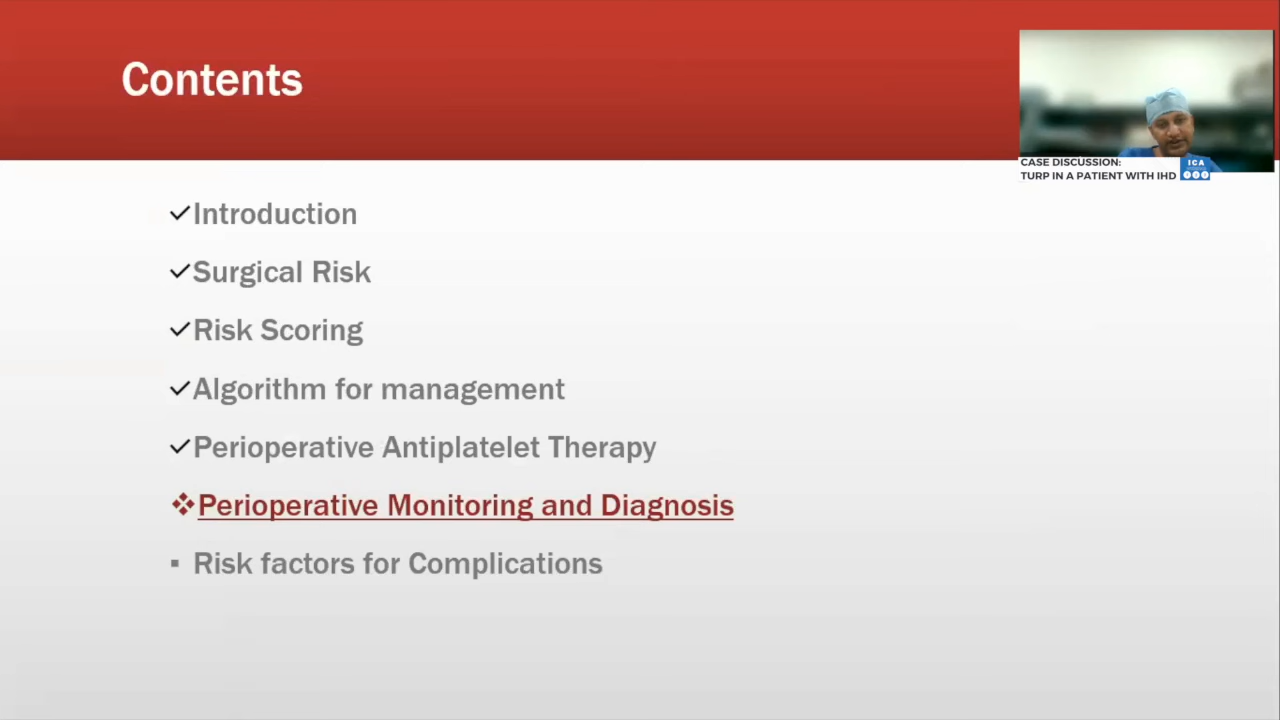 Contents
CASE DISCUSSION:
TURP IN A PATIENT WITH IHD
ICA
Introduction
Surgical Risk
Risk Scoring
Algorithm for management
Perioperative Antiplatelet Therapy
Perioperative Monitoring and Diagnosis
Risk factors for Complications